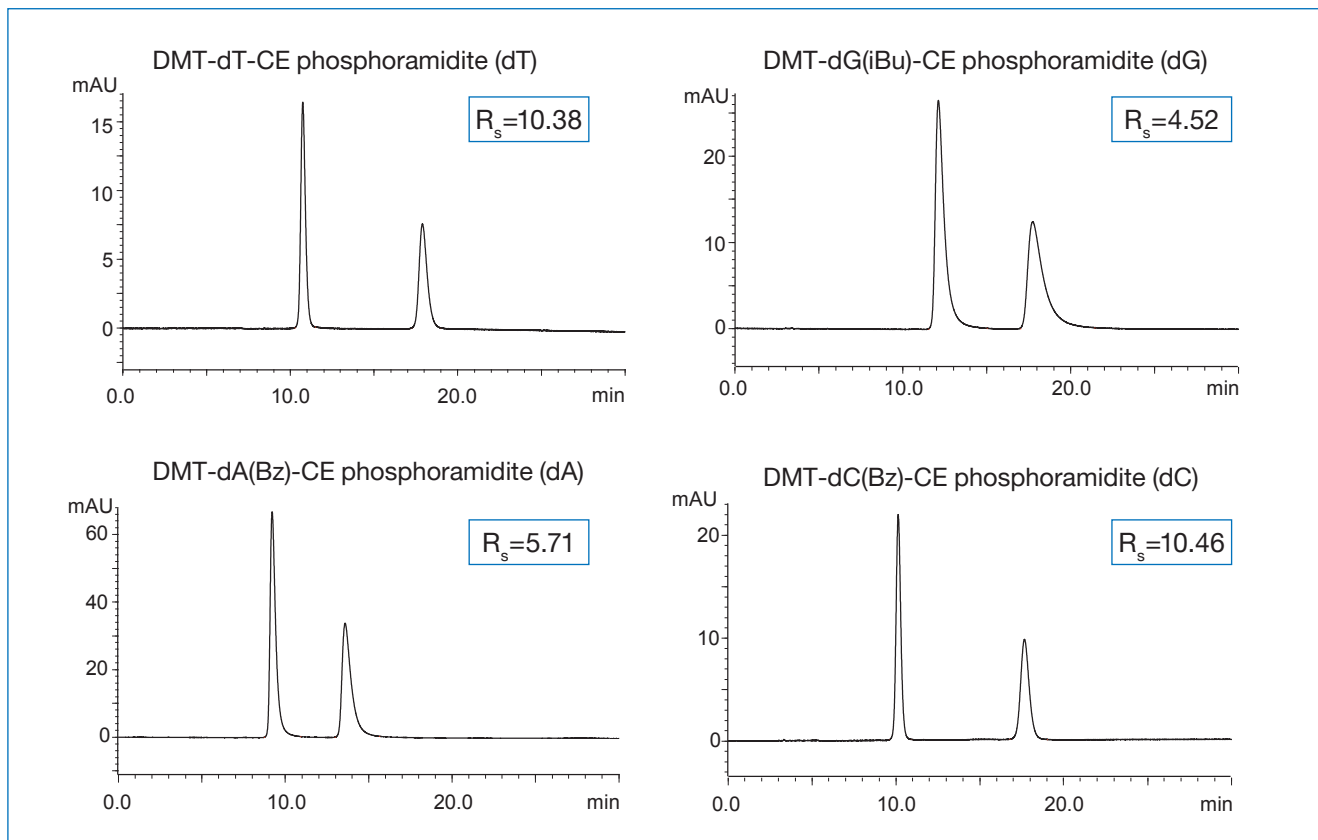 DMT-dT-CE phosphoramidite (dT)
mAU
Rs=10.38
15
10
5
0
0.0 10.0 20.0 min
DMT-dG(iBu)-CE phosphoramidite (dG)
mAU
Rs=4.52
20
10
0
0.0 10.0 20.0 min
DMT-dA(Bz)-CE phosphoramidite (dA)
mAU
Rs=5.71
60
40
20
0
0.0 10.0 20.0 min
DMT-dC(Bz)-CE phosphoramidite (dC)
mAU
Rs=10.46
20
10
0
0.0 10.0 20.0 min